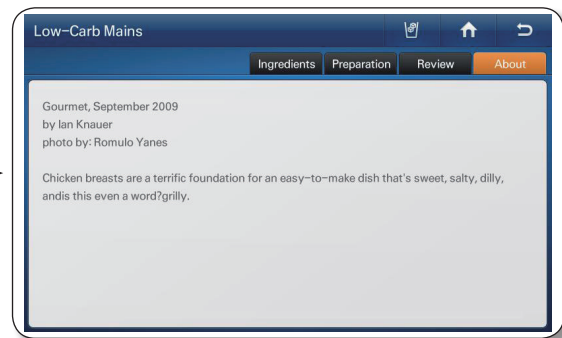 Low-Carb Mains
Ingredients Preparation Review About
Gourmet, September 2009
by Ian Knauer
photo by: Romulo Yanes
Chicken breasts are a terrific foundation for an easy-to-make dish that's sweet, salty, dilly,
andis this even a word?grilly.